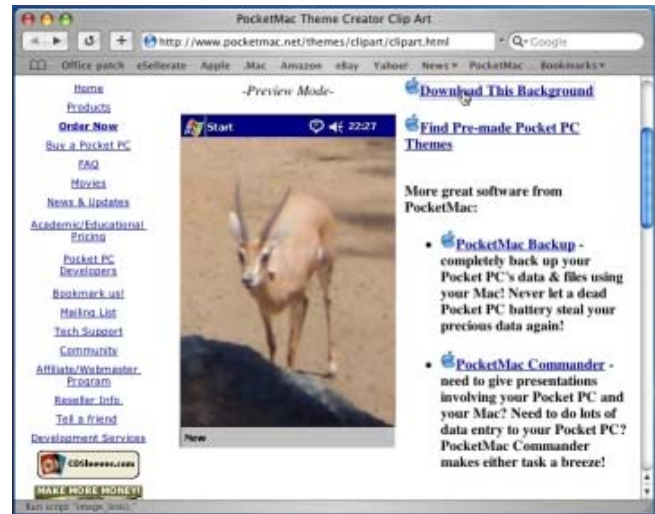 PocketMac Theme Creator Clip Art
http://www.pocketmac.net/themes/clipart/clipart.html
Google
Office patch eSellerate Apple .Mac Amazon eBay Yahoo! News PocketMac ... Bookmarks
Home
Products
Order Now
Buy a Pocket PC
FAQ
Movies
News & Updates
Academic/Educational
Pricing
Pocket PC
Developers
Bookmark us!
Mailing List
Tech Support
Community
Affiliate/Webmaster
Program
Reseller Info.
Tell a friend
Development Services
CDSleeves.com
MAKE MORE MONEY!
-Preview Mode-
Start 22:27
New
Download This Background
Find Pre-made Pocket PC
Themes
More great software from
PocketMac:
PocketMac Backup -
completely back up your
Pocket PC's data & files using
your Mac! Never let a dead
Pocket PC battery steal your
precious data again!
PocketMac Commander -
need to give presentations
involving your Pocket PC and
your Mac? Need to do lots of
data entry to your Pocket PC?
PocketMac Commander
makes either task a breeze!